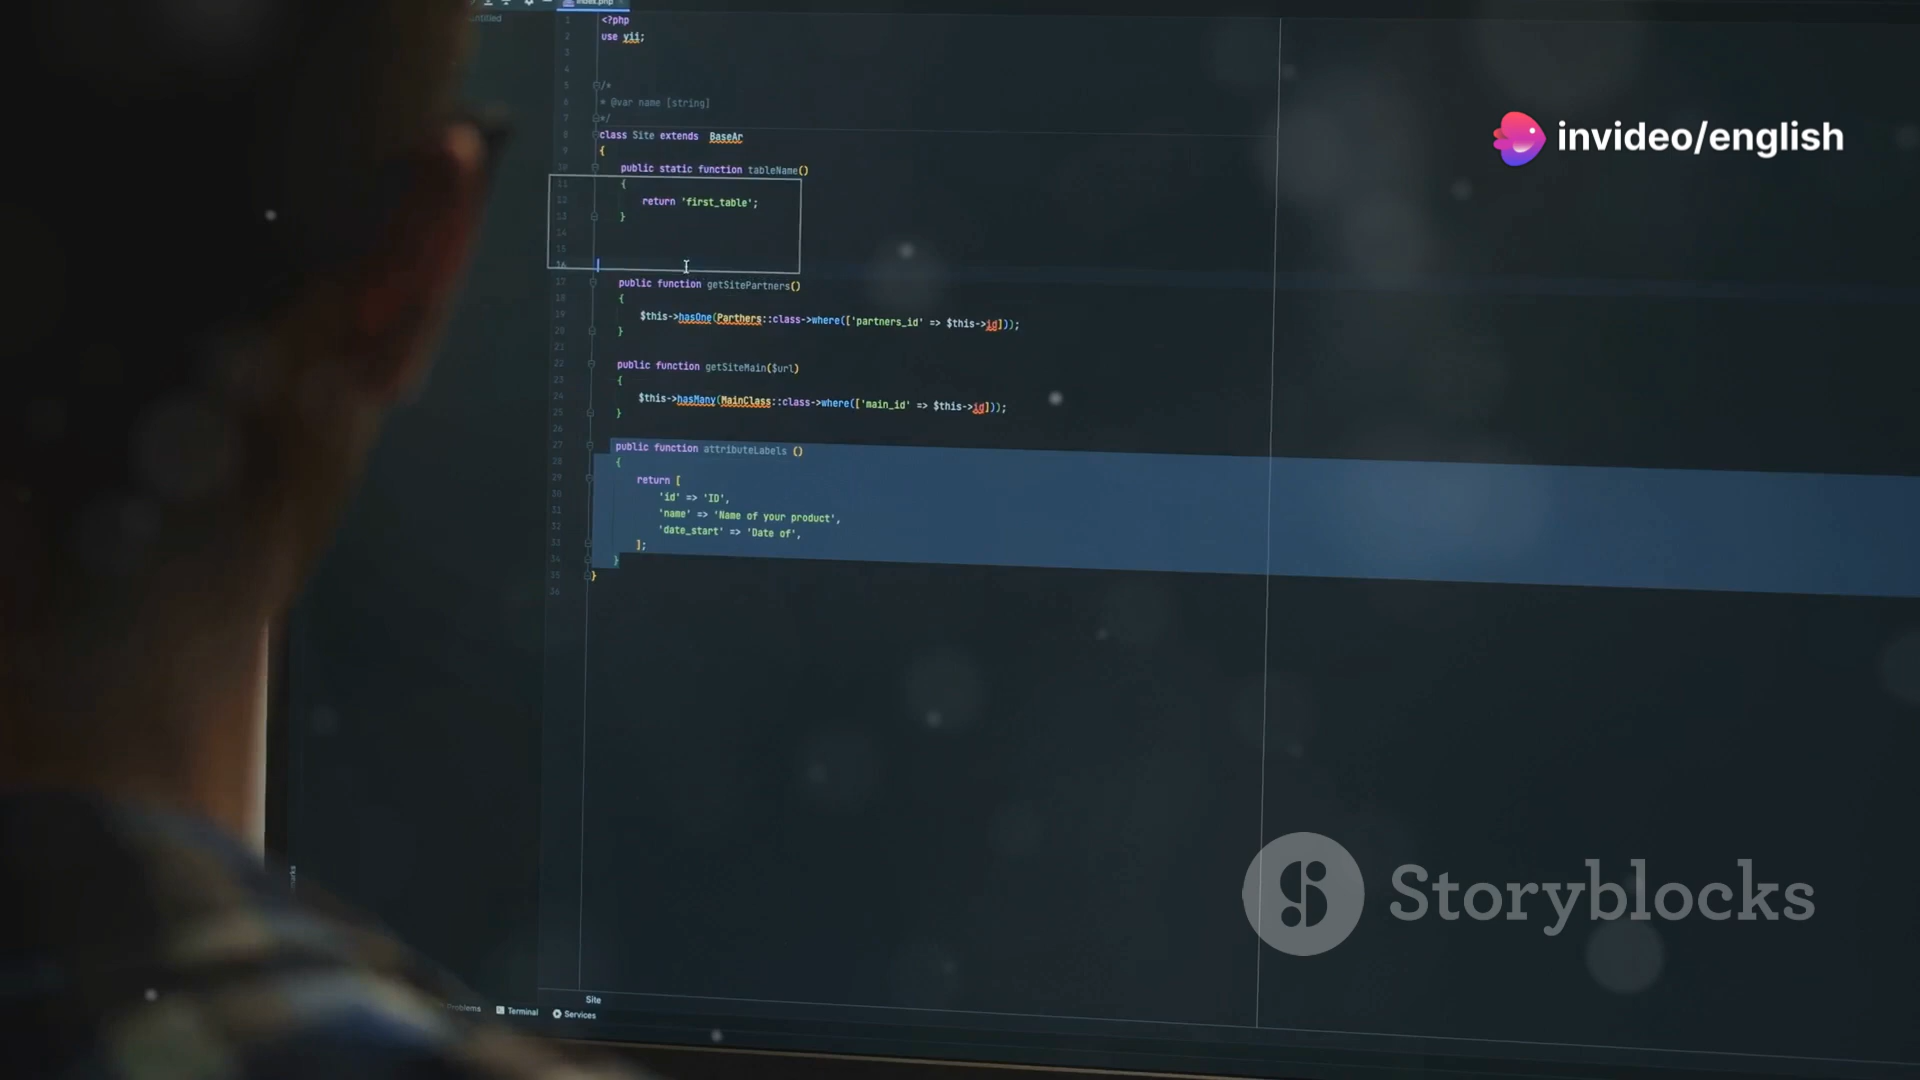 index.php
<?php
use yii;
/*
* @var name [string]
*/
class Site extends BaseAr
{
public static function tableName()
{
return 'first_table';
}
public function getSitePartners()
{
$this->hasOne(Parthers::class->where(['partners_id' => $this->id]));
}
public function getSiteMain($url)
{
$this->hasMany(MainClass::class->where(['main_id' => $this->id]));
}
public function attributeLabels ()
{
return [
'id' => 'ID',
'name' => 'Name of your product',
'date_start' => 'Date of',
];
}
}
Site
Problems Terminal Services
invideo/english
Storyblocks